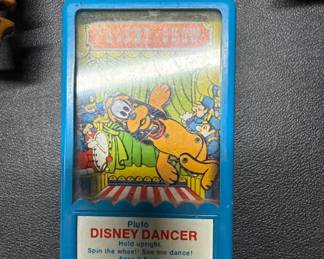 Pluto
DISNEY DANCER
Hold upright.
Spin the wheel! See me dance!